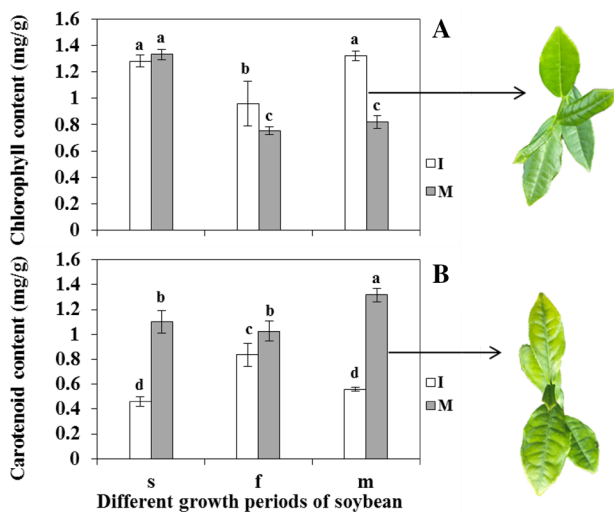 Chlorophyll content (mg/g)
1.6
1.4
1.2
1
0.8
0.6
0.4
0.2
0
a
a
b
c
a
c
A
I
M
Carotenoid content (mg/g)
1.6
1.4
1.2
1
0.8
0.6
0.4
0.2
0
d
b
c
b
d
a
B
I
M
s
f
m
Different growth periods of soybean